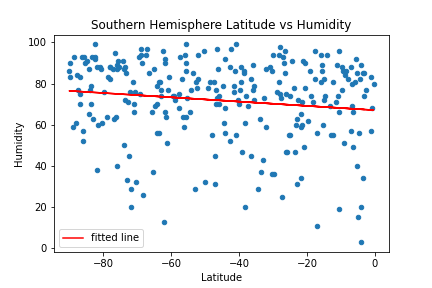 Southern Hemisphere Latitude vs Humidity
100
80
60
40
20
0
Humidity
fitted line
−80
−60
−40
−20
0
Latitude